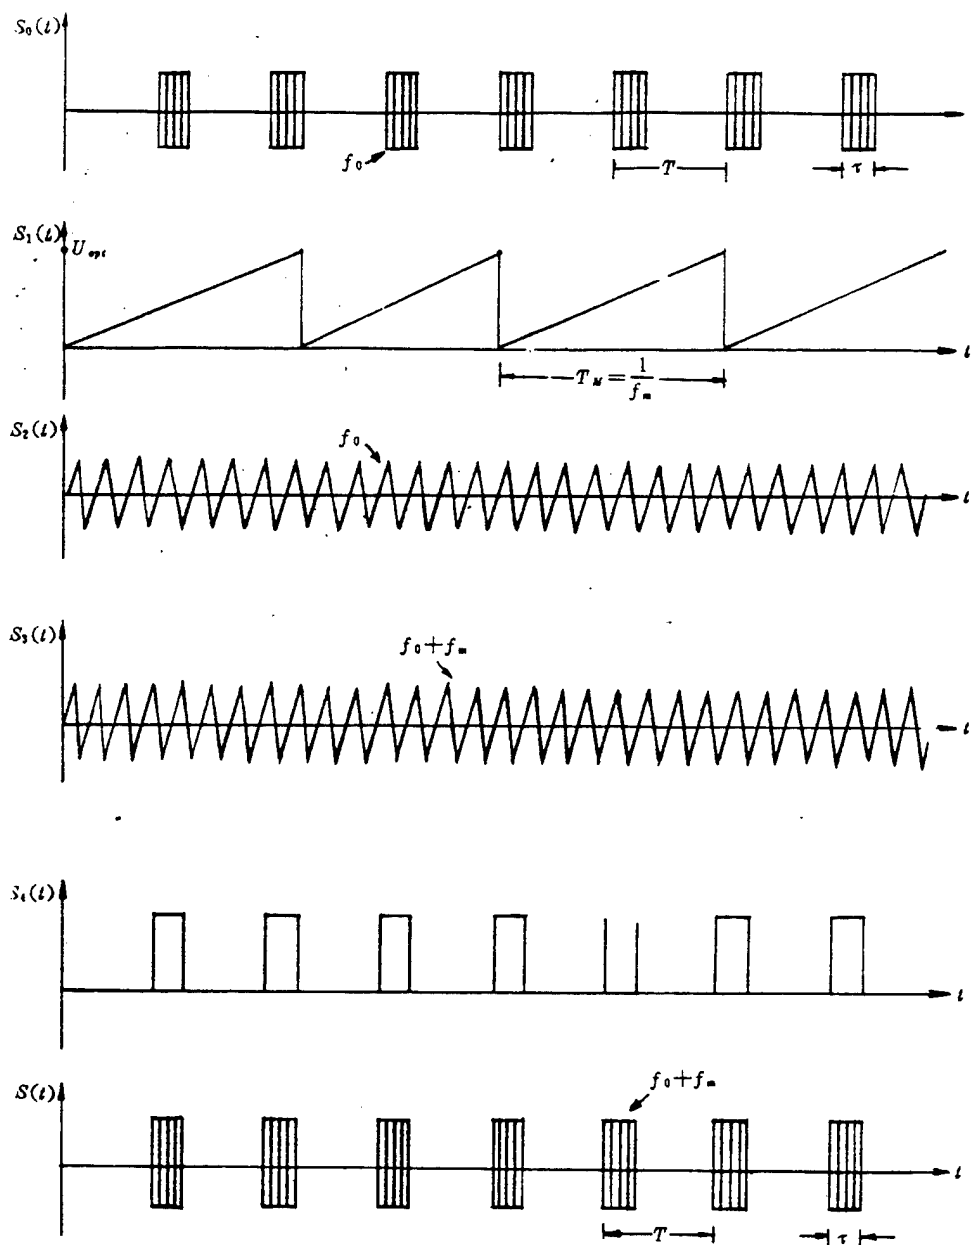 S₀(t)
f₀
T
τ
S₁(t)
U
t
T_M = 1/f_m
S₂(t)
f₀
t
S₃(t)
f₀+f_m
t
S₄(t)
t
S(t)
f₀+f_m
t
T
τ